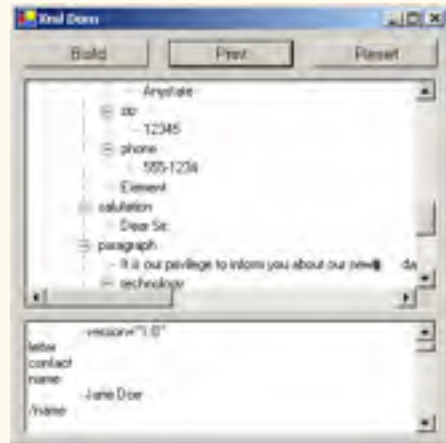 Xml Dom
Build Print Reset
Anystate
zip
12345
phone
555-1234
Element
salutation
Dear Sir,
paragraph
It is our privilege to inform you about our new da
technology
version="1.0"
letter
contact
name
Jane Doe
/name